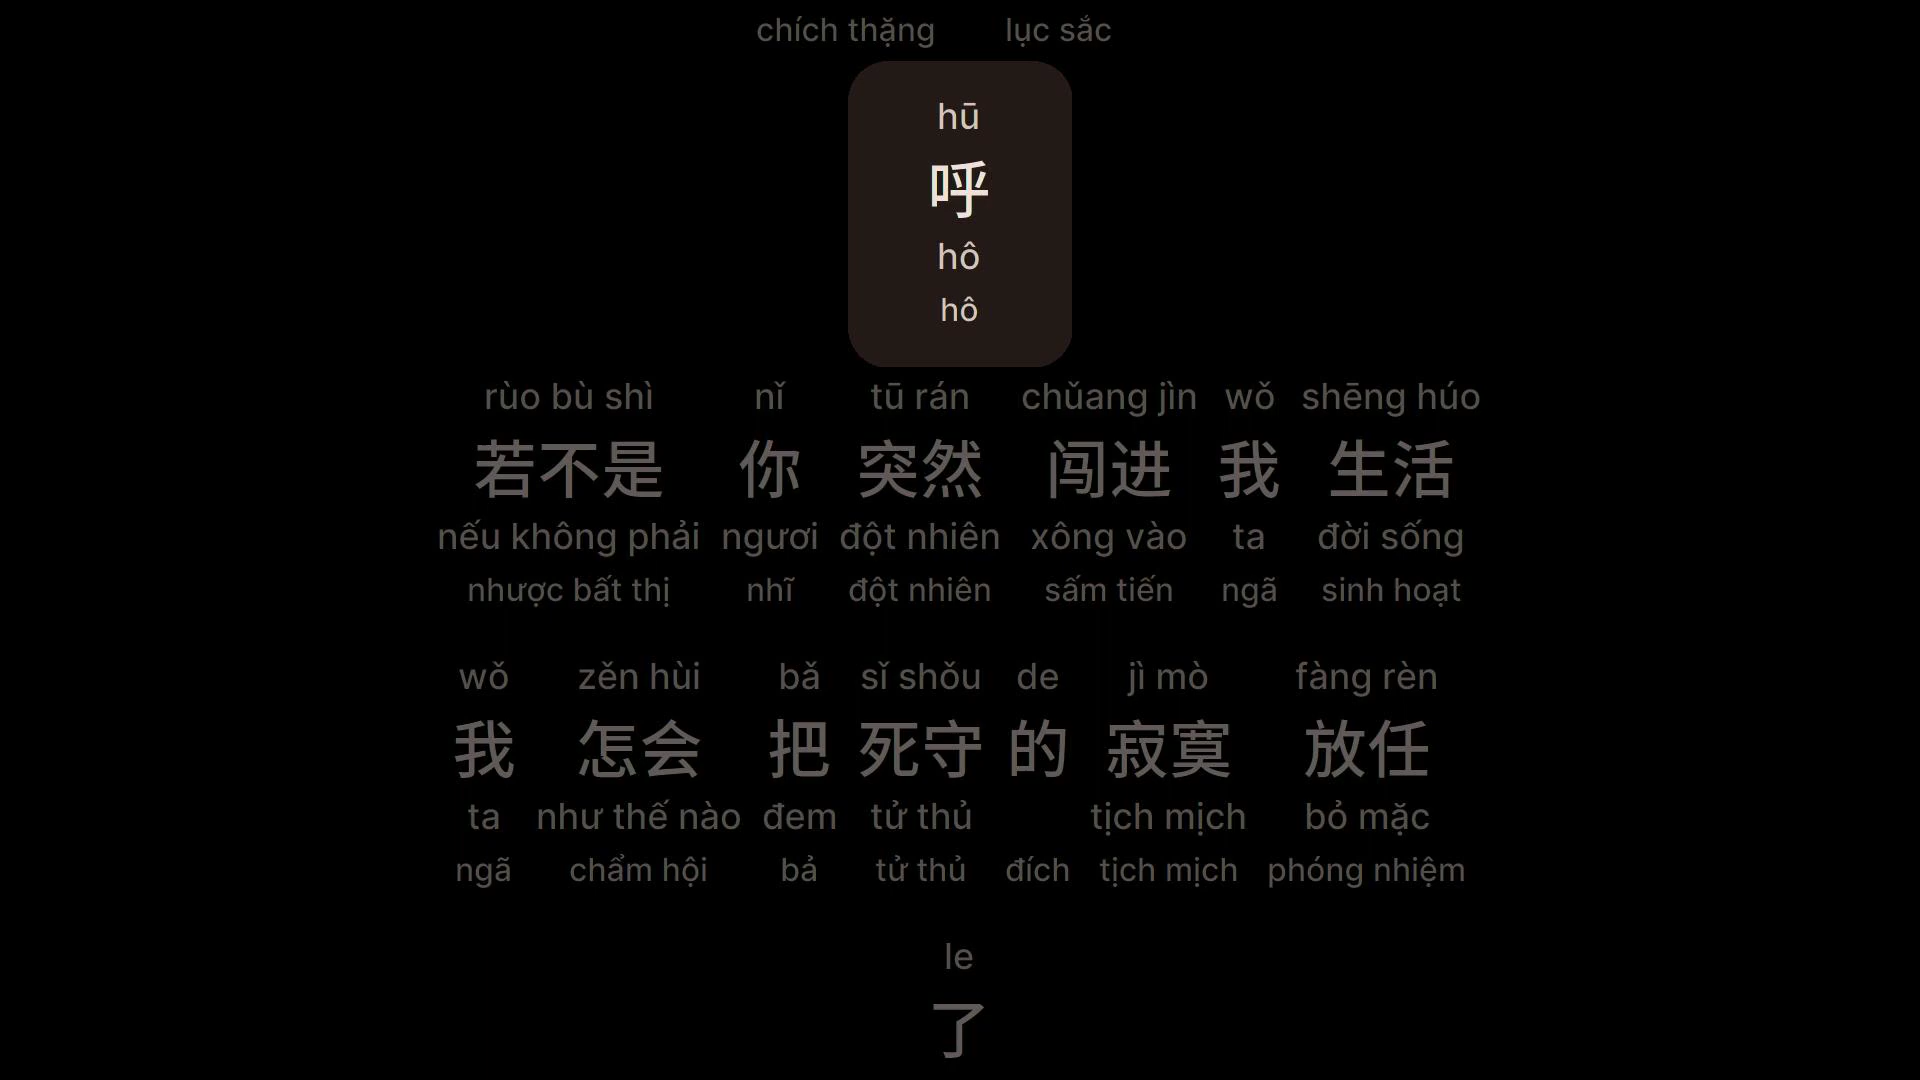 chích thặng lục sắc
hū
呼
hô
hô
rùo bù shì nǐ tū rán chǔang jìn wǒ shēng húo
若不是 你 突然 闯进 我 生活
nếu không phải ngươi đột nhiên xông vào ta đời sống
nhược bất thị nhĩ đột nhiên sấm tiến ngã sinh hoạt
wǒ zěn hùi bǎ sǐ shǒu de jì mò fàng rèn
我 怎会 把 死守 的 寂寞 放任
ta như thế nào đem tử thủ tịch mịch bỏ mặc
ngã chẩm hội bả tử thủ đích tịch mịch phóng nhiệm
le
了